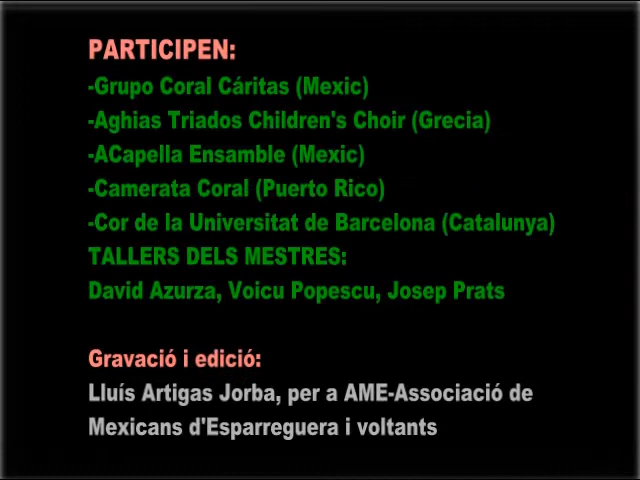 PARTICIPEN:
-Grupo Coral Cáritas (Mexic)
-Aghias Triados Children's Choir (Grecia)
-ACapella Ensamble (Mexic)
-Camerata Coral (Puerto Rico)
-Cor de la Universitat de Barcelona (Catalunya)
TALLERS DELS MESTRES:
David Azurza, Voicu Popescu, Josep Prats
Gravació i edició:
Lluís Artigas Jorba, per a AME-Associació de
Mexicans d'Esparreguera i voltants